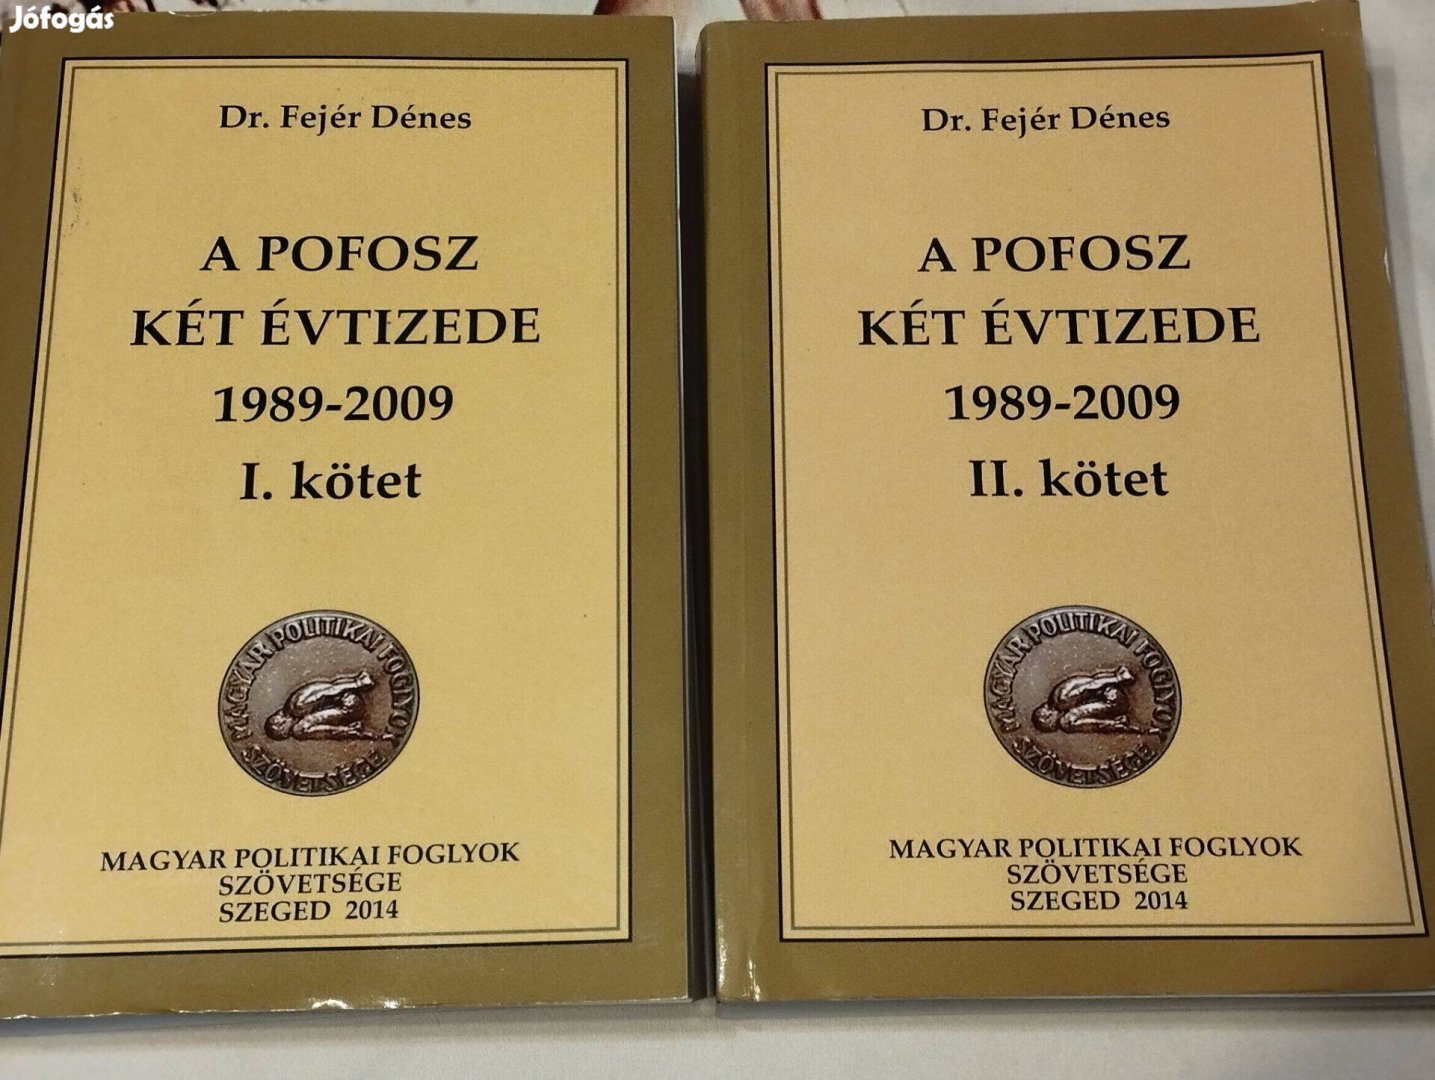 Jófogás
Dr. Fejér Dénes
A POFOSZ
KÉT ÉVTIZEDE
1989-2009
I. kötet
MAGYAR POLITIKAI FOGLYOK
SZÖVETSÉGE
MAGYAR POLITIKAI FOGLYOK
SZÖVETSÉGE
SZEGED 2014
Dr. Fejér Dénes
A POFOSZ
KÉT ÉVTIZEDE
1989-2009
II. kötet
MAGYAR POLITIKAI FOGLYOK
SZÖVETSÉGE
MAGYAR POLITIKAI FOGLYOK
SZÖVETSÉGE
SZEGED 2014